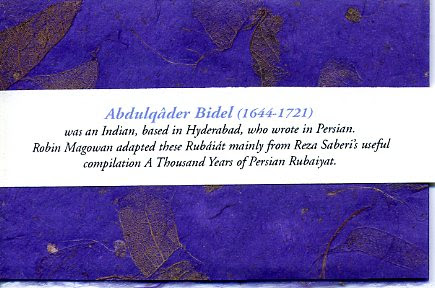 Abdulqâder Bidel (1644-1721)
was an Indian, based in Hyderabad, who wrote in Persian.
Robin Magowan adapted these Rubáiát mainly from Reza Saberi's useful
compilation A Thousand Years of Persian Rubaiyat.